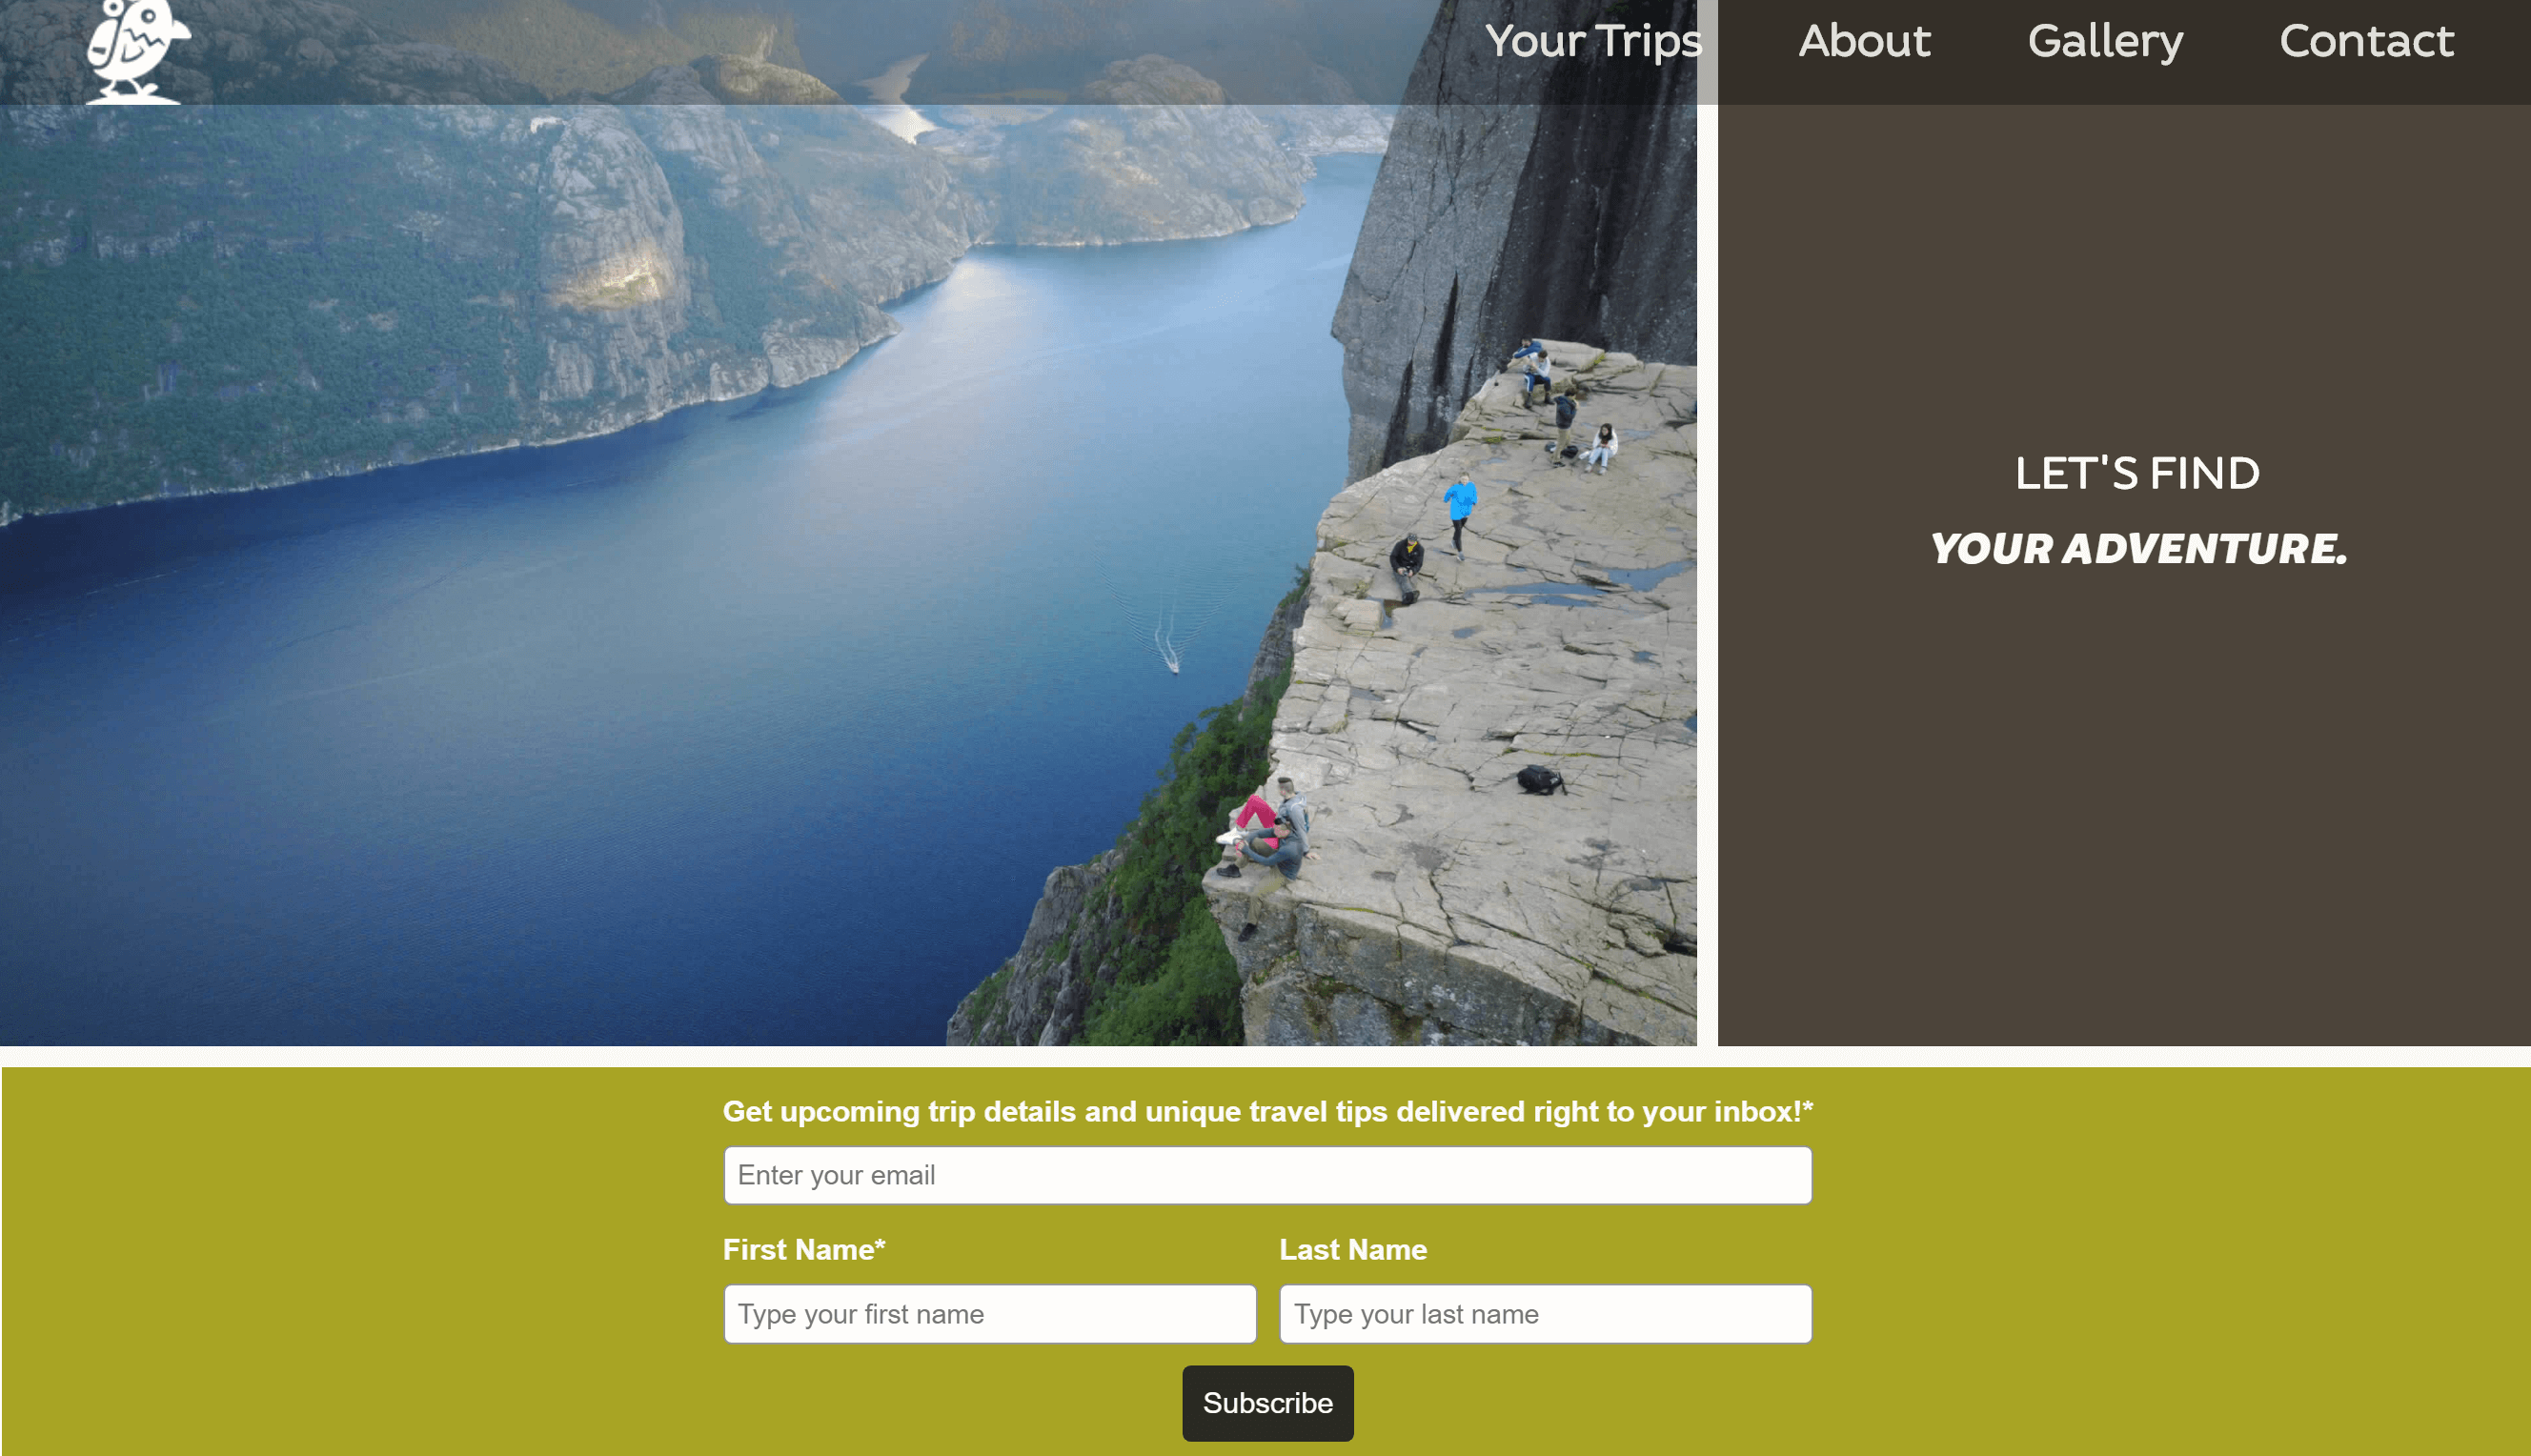 Your Trips About Gallery Contact
LET'S FIND
YOUR ADVENTURE.
Get upcoming trip details and unique travel tips delivered right to your inbox!*
Enter your email
First Name* Last Name
Type your first name Type your last name
Subscribe